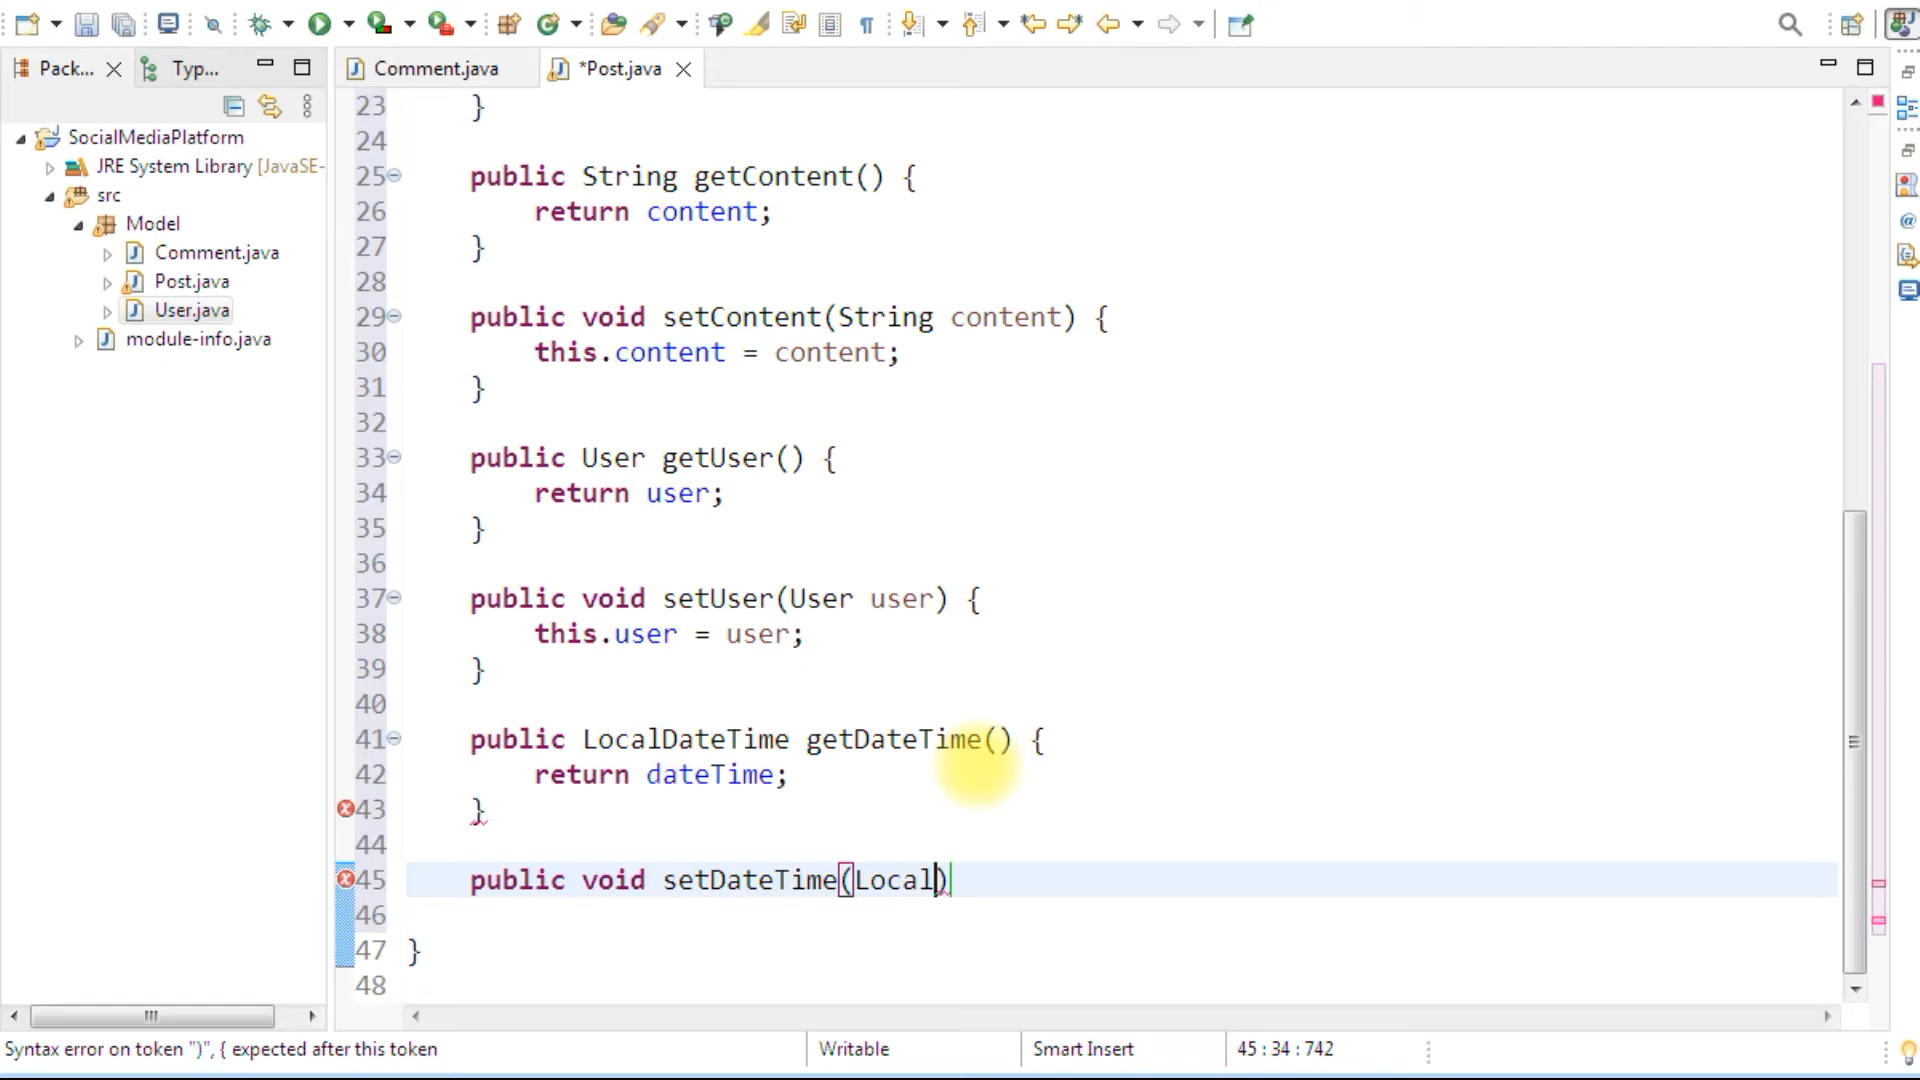 Pack...
Typ...
Comment.java
*Post.java
SocialMediaPlatform
JRE System Library [JavaSE-
src
Model
Comment.java
Post.java
User.java
module-info.java
23 }
24
25 public String getContent() {
26 return content;
27 }
28
29 public void setContent(String content) {
30 this.content = content;
31 }
32
33 public User getUser() {
34 return user;
35 }
36
37 public void setUser(User user) {
38 this.user = user;
39 }
40
41 public LocalDateTime getDateTime() {
42 return dateTime;
43 }
44
45 public void setDateTime(Local)
46
47 }
48
Syntax error on token ")", { expected after this token
Writable
Smart Insert
45 : 34 : 742